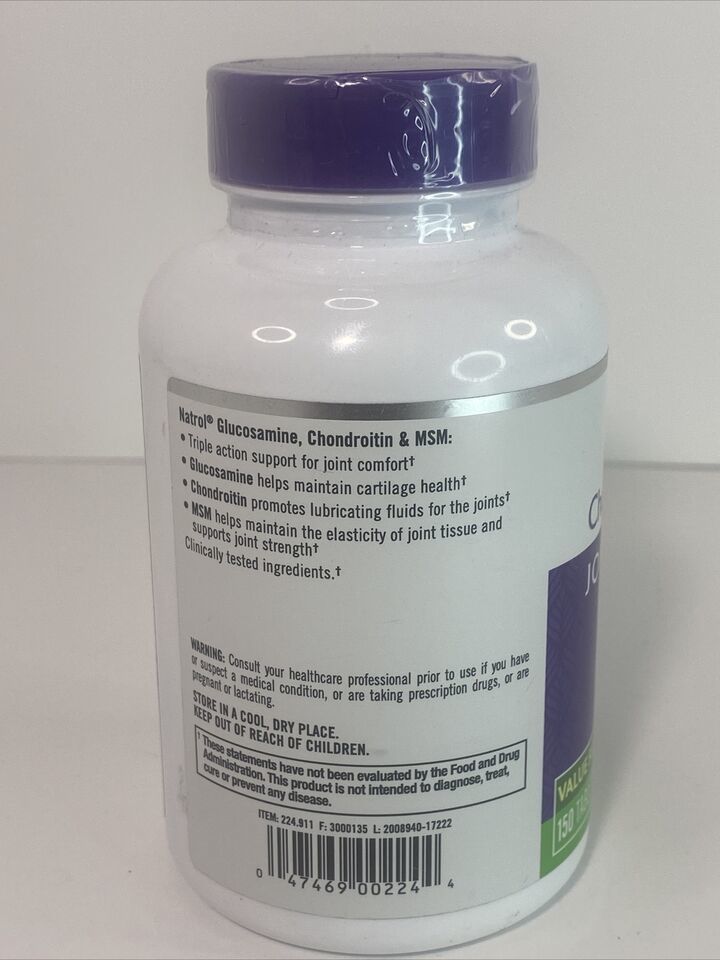 Natrol® Glucosamine, Chondroitin & MSM:
• Triple action support for joint comfort†
• Glucosamine helps maintain cartilage health†
• Chondroitin promotes lubricating fluids for the joints†
• MSM helps maintain the elasticity of joint tissue and
supports joint strength†
Clinically tested ingredients.†
WARNING: Consult your healthcare professional prior to use if you have
or suspect a medical condition, or are taking prescription drugs, or are
pregnant or lactating.
STORE IN A COOL, DRY PLACE.
KEEP OUT OF REACH OF CHILDREN.
† These statements have not been evaluated by the Food and Drug
Administration. This product is not intended to diagnose, treat,
cure or prevent any disease.
ITEM: 224.911 F: 3000135 L: 2008940-17222
0 47469 00224 4
VALUE
150